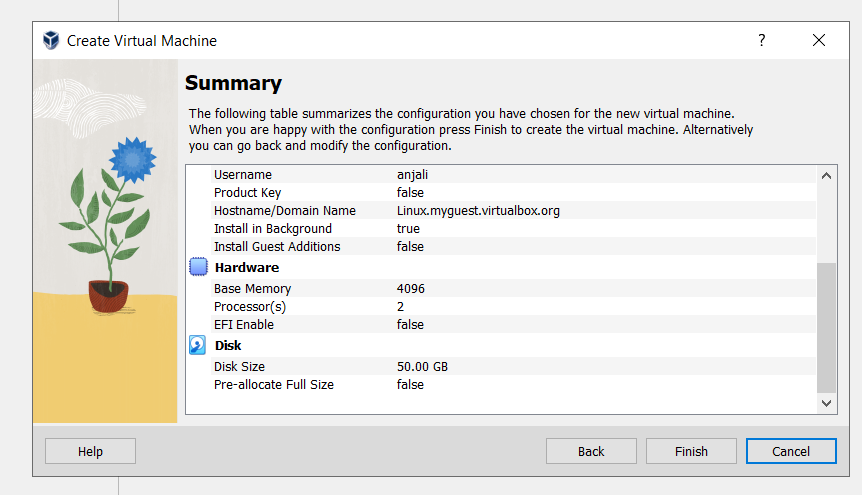 Create Virtual Machine
?
Summary
The following table summarizes the configuration you have chosen for the new virtual machine.
When you are happy with the configuration press Finish to create the virtual machine. Alternatively
you can go back and modify the configuration.
Username anjali
Product Key false
Hostname/Domain Name Linux.myguest.virtualbox.org
Install in Background true
Install Guest Additions false
Hardware
Base Memory 4096
Processor(s) 2
EFI Enable false
Disk
Disk Size 50.00 GB
Pre-allocate Full Size false
Help Back Finish Cancel